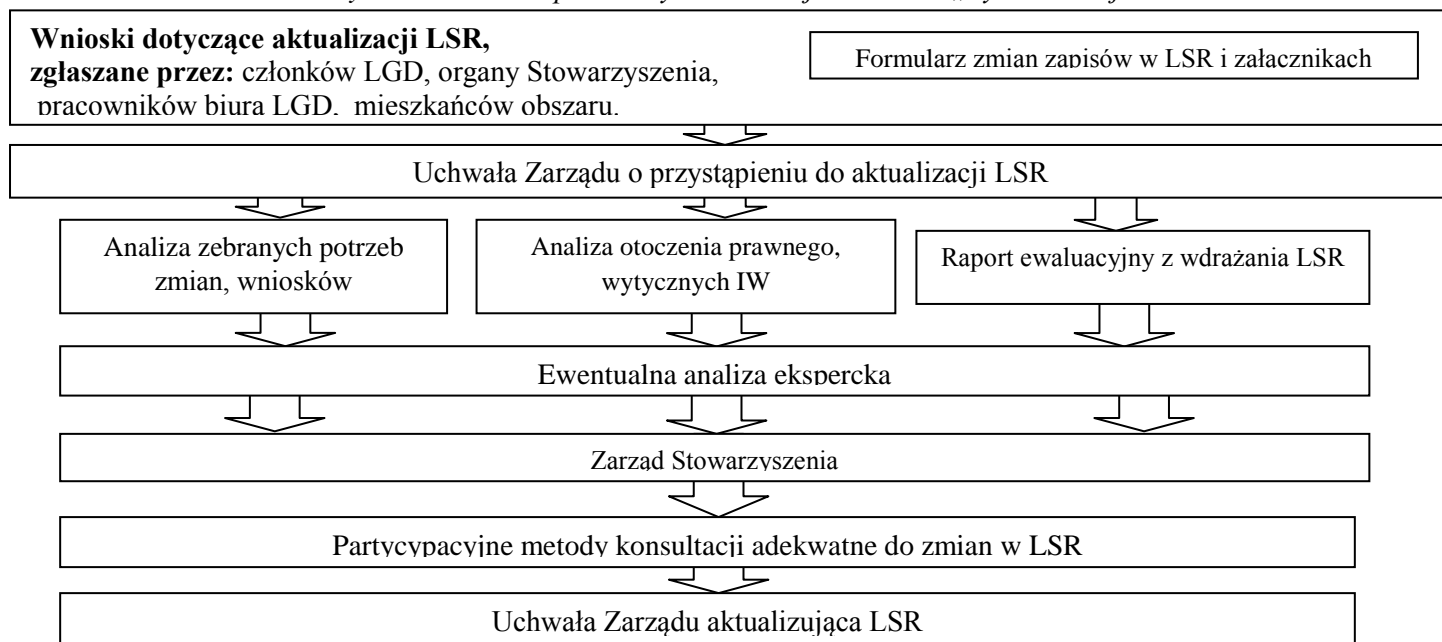 Wnioski dotyczące aktualizacji LSR,
zgłaszane przez: członków LGD, organy Stowarzyszenia,
pracowników biura LGD, mieszkańców obszaru.
Formularz zmian zapisów w LSR i załacznikach
Uchwała Zarządu o przystąpieniu do aktualizacji LSR
Analiza zebranych potrzeb
zmian, wniosków
Analiza otoczenia prawnego,
wytycznych IW
Raport ewaluacyjny z wdrażania LSR
Ewentualna analiza ekspercka
Zarząd Stowarzyszenia
Partycypacyjne metody konsultacji adekwatne do zmian w LSR
Uchwała Zarządu aktualizująca LSR